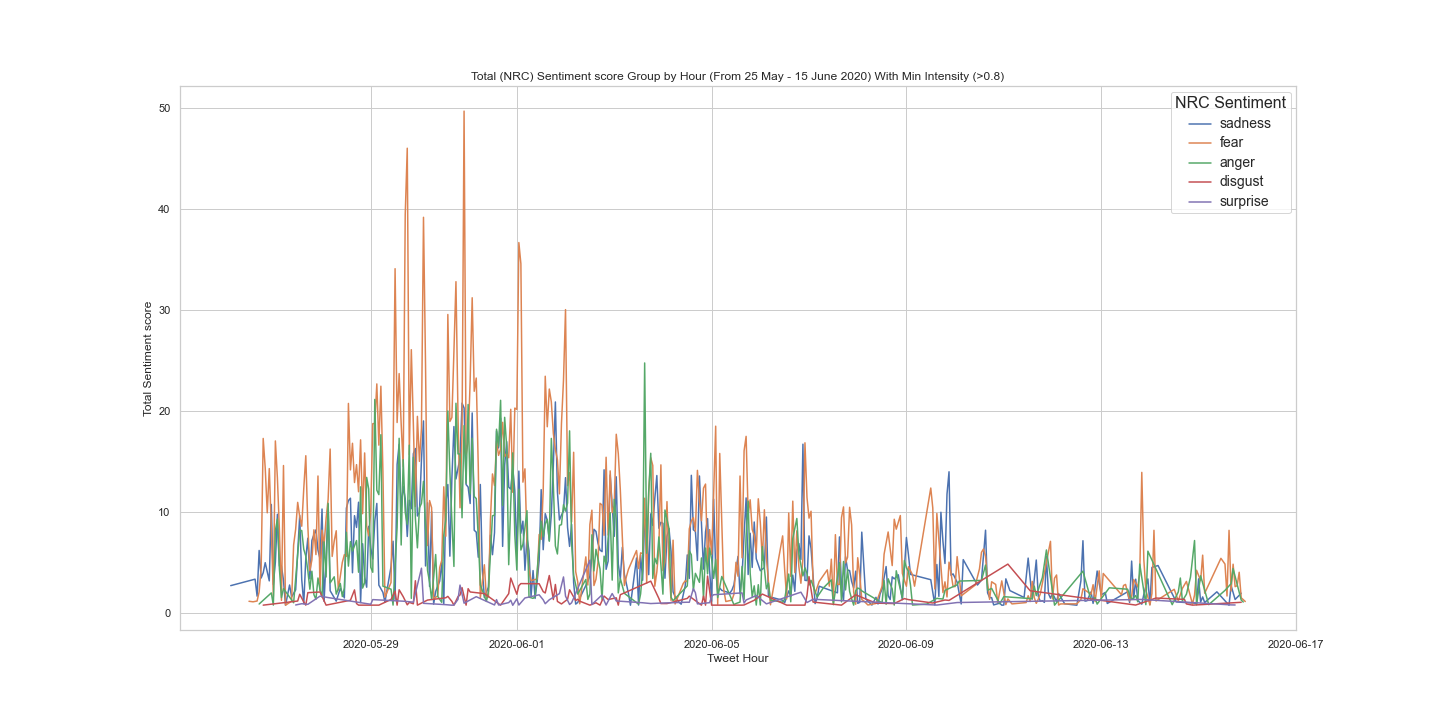 Total (NRC) Sentiment score Group by Hour (From 25 May - 15 June 2020) With Min Intensity (>0.8)
NRC Sentiment
sadness
fear
anger
disgust
surprise
Total Sentiment score
50
40
30
20
10
0
2020-05-29
2020-06-01
2020-06-05
2020-06-09
2020-06-13
2020-06-17
Tweet Hour